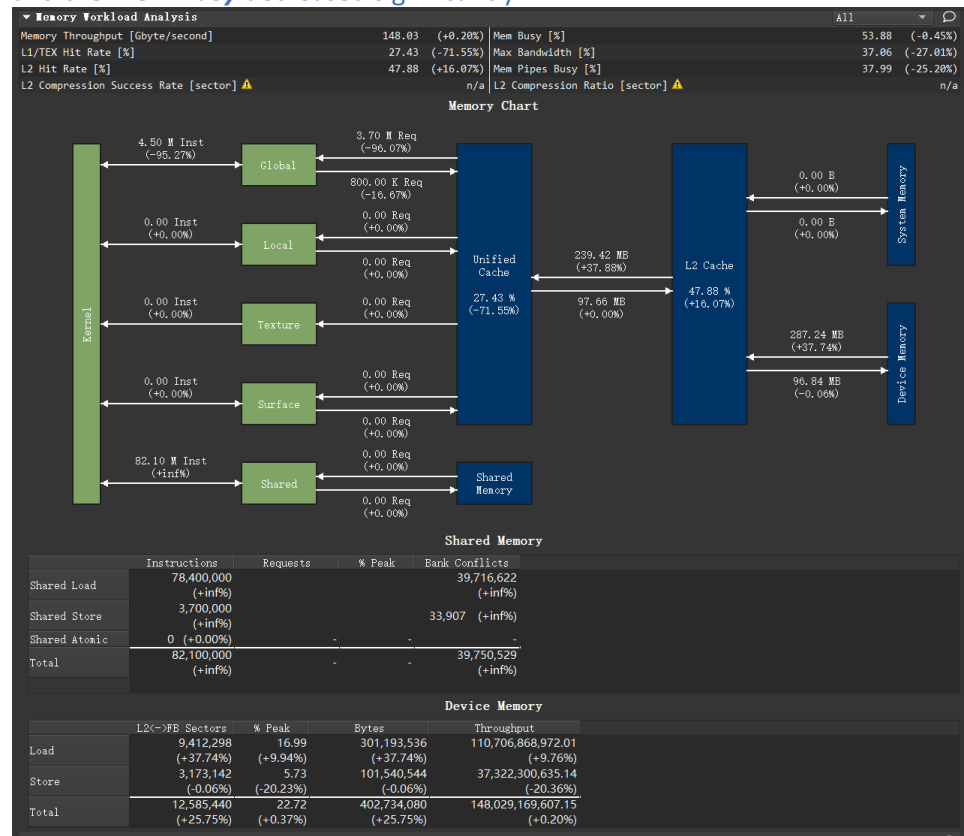 ▾ Memory Workload Analysis All
Memory Throughput [Gbyte/second] 148.03 (+0.20%) Mem Busy [%] 53.88 (-0.45%)
L1/TEX Hit Rate [%] 27.43 (-71.55%) Max Bandwidth [%] 37.06 (-27.01%)
L2 Hit Rate [%] 47.88 (+16.07%) Mem Pipes Busy [%] 37.99 (-25.20%)
L2 Compression Success Rate [sector] n/a L2 Compression Ratio [sector] n/a
Memory Chart
Kernel
4.50 M Inst
(-95.27%)
Global
3.70 M Req
(-96.07%)
800.00 K Req
(-16.67%)
0.00 Inst
(+0.00%)
Local
0.00 Req
(+0.00%)
0.00 Req
(+0.00%)
0.00 Inst
(+0.00%)
Texture
0.00 Req
(+0.00%)
0.00 Inst
(+0.00%)
Surface
0.00 Req
(+0.00%)
0.00 Req
(+0.00%)
82.10 M Inst
(+inf%)
Shared
0.00 Req
(+0.00%)
0.00 Req
(+0.00%)
Unified
Cache
27.43 %
(-71.55%)
Shared
Memory
239.42 MB
(+37.88%)
97.66 MB
(+0.00%)
L2 Cache
47.88 %
(+16.07%)
0.00 B
(+0.00%)
0.00 B
(+0.00%)
System Memory
287.24 MB
(+37.74%)
96.84 MB
(-0.06%)
Device Memory
Shared Memory
Instructions Requests % Peak Bank Conflicts
Shared Load 78,400,000 (+inf%) 39,716,622 (+inf%)
Shared Store 3,700,000 (+inf%) 33,907 (+inf%)
Shared Atomic 0 (+0.00%) - - -
Total 82,100,000 (+inf%) - - 39,750,529 (+inf%)
Device Memory
L2<->FB Sectors % Peak Bytes Throughput
Load 9,412,298 (+37.74%) 16.99 (+9.94%) 301,193,536 (+37.74%) 110,706,868,972.01 (+9.76%)
Store 3,173,142 (-0.06%) 5.73 (-20.23%) 101,540,544 (-0.06%) 37,322,300,635.14 (-20.36%)
Total 12,585,440 (+25.75%) 22.72 (+0.37%) 402,734,080 (+25.75%) 148,029,169,607.15 (+0.20%)